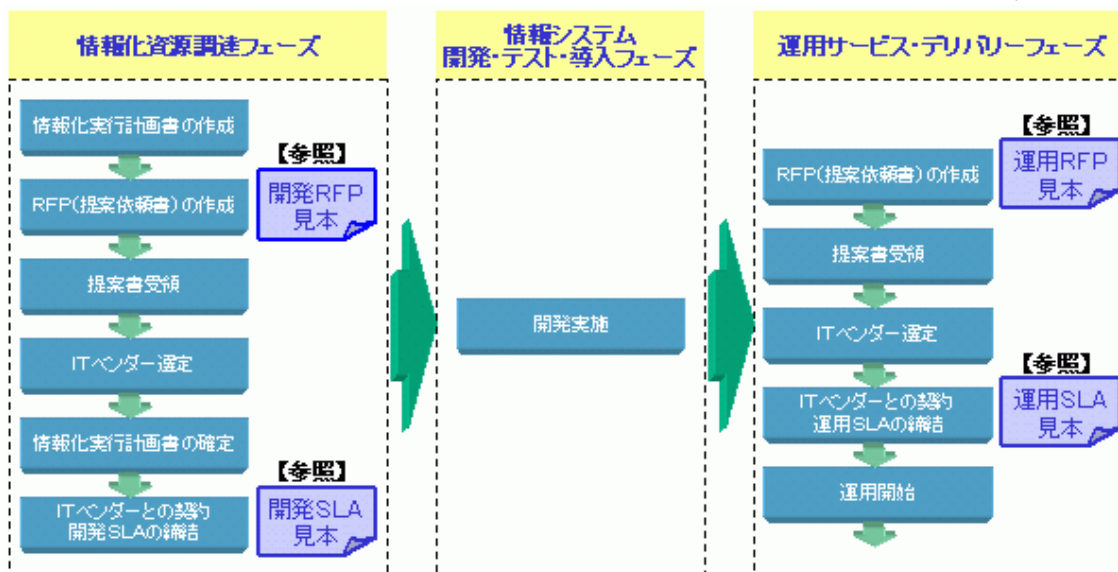 情報化資源調達フェーズ
情報化実行計画書の作成
RFP(提案依頼書)の作成
【参照】
開発RFP
見本
提案書受領
ITベンダー選定
情報化実行計画書の確定
ITベンダーとの契約
開発SLAの締結
【参照】
開発SLA
見本
情報システム
開発・テスト・導入フェーズ
開発実施
運用サービス・デリバリーフェーズ
RFP(提案依頼書)の作成
【参照】
運用RFP
見本
提案書受領
ITベンダー選定
ITベンダーとの契約
運用SLAの締結
【参照】
運用SLA
見本
運用開始